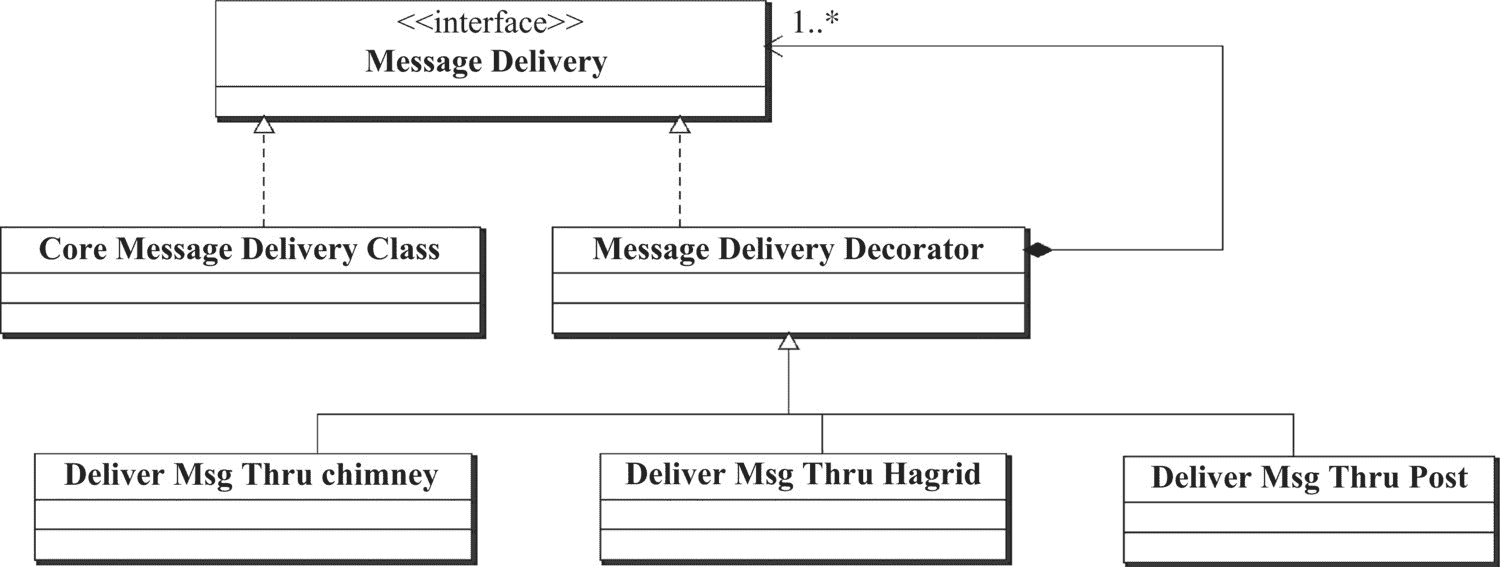 <<interface>>
Message Delivery
1..*
Core Message Delivery Class
Message Delivery Decorator
Deliver Msg Thru chimney
Deliver Msg Thru Hagrid
Deliver Msg Thru Post